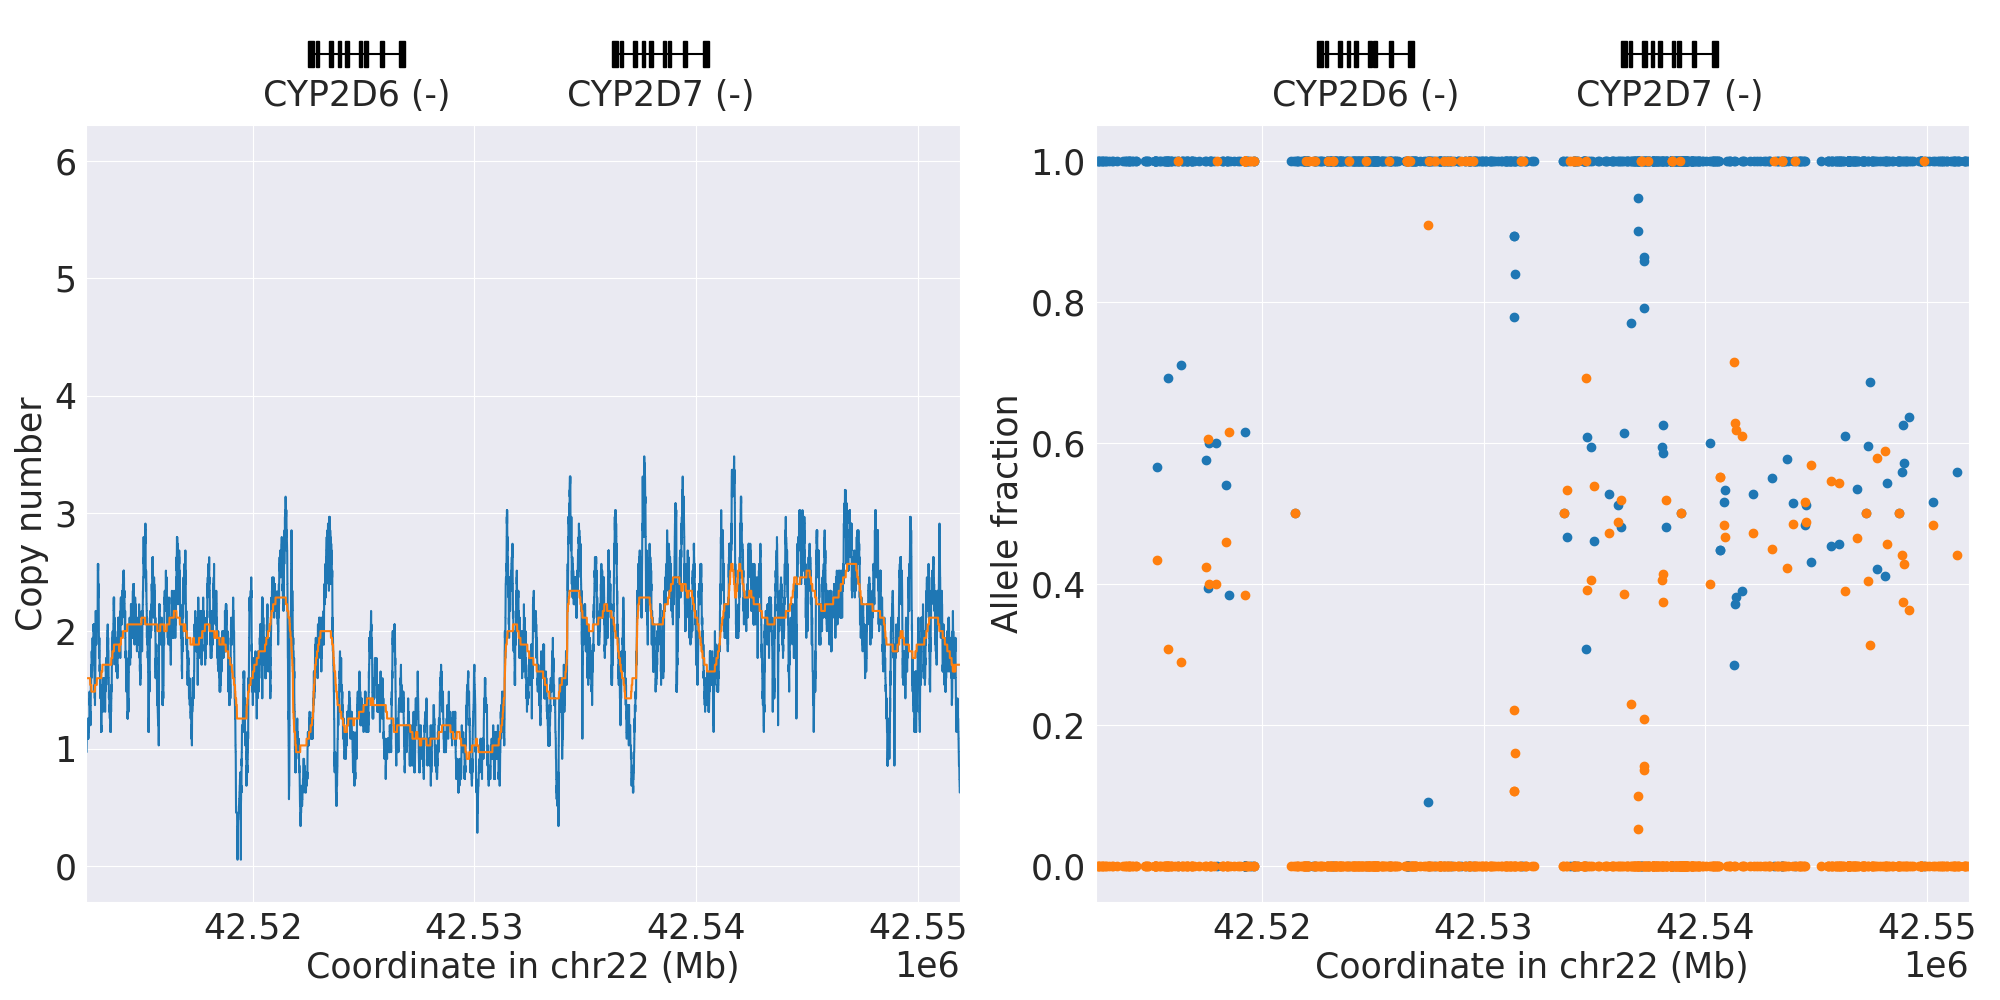 CYP2D6 (-) CYP2D7 (-)
6
5
4
3
2
1
0
Copy number
42.52 42.53 42.54 42.55
Coordinate in chr22 (Mb) 1e6
CYP2D6 (-) CYP2D7 (-)
1.0
0.8
0.6
0.4
0.2
0.0
Allele fraction
42.52 42.53 42.54 42.55
Coordinate in chr22 (Mb) 1e6